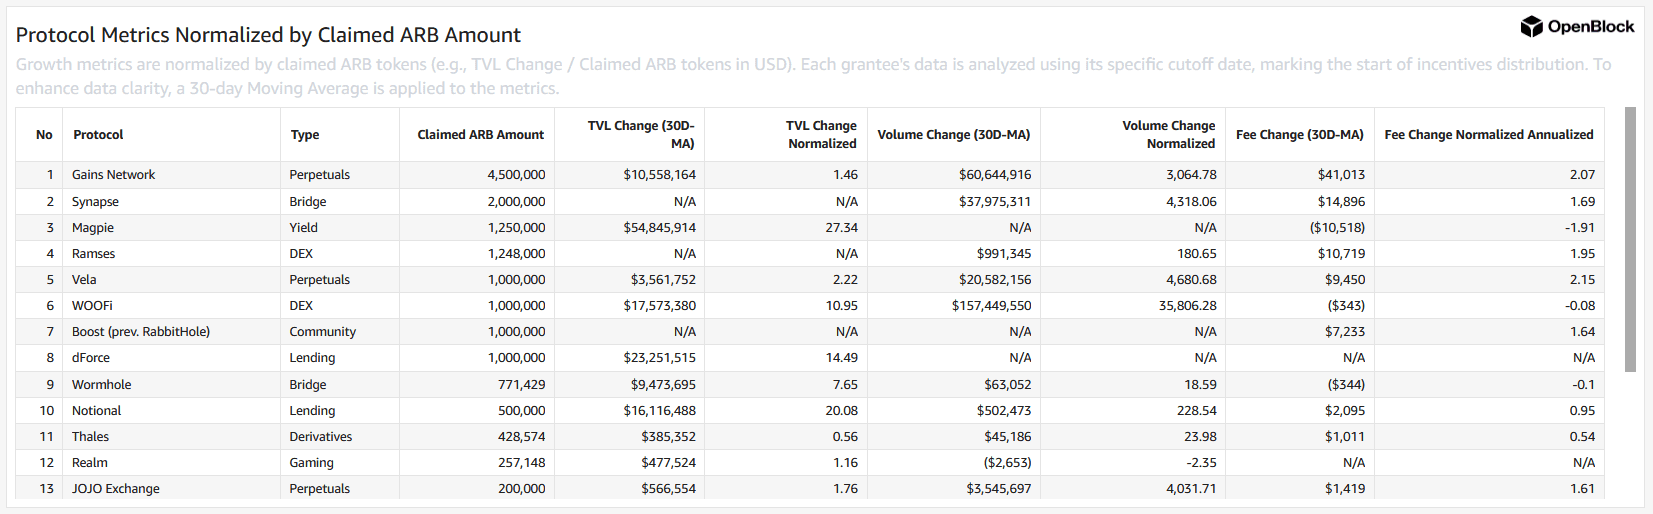 OpenBlock
Protocol Metrics Normalized by Claimed ARB Amount
Growth metrics are normalized by claimed ARB tokens (e.g., TVL Change / Claimed ARB tokens in USD). Each grantee's data is analyzed using its specific cutoff date, marking the start of incentives distribution. To
enhance data clarity, a 30-day Moving Average is applied to the metrics.
No Protocol Type Claimed ARB Amount TVL Change (30D-MA) TVL Change Normalized Volume Change (30D-MA) Volume Change Normalized Fee Change (30D-MA) Fee Change Normalized Annualized
1 Gains Network Perpetuals 4,500,000 $10,558,164 1.46 $60,644,916 3,064.78 $41,013 2.07
2 Synapse Bridge 2,000,000 N/A N/A $37,975,311 4,318.06 $14,896 1.69
3 Magpie Yield 1,250,000 $54,845,914 27.34 N/A N/A ($10,518) -1.91
4 Ramses DEX 1,248,000 N/A N/A $991,345 180.65 $10,719 1.95
5 Vela Perpetuals 1,000,000 $3,561,752 2.22 $20,582,156 4,680.68 $9,450 2.15
6 WOOFi DEX 1,000,000 $17,573,380 10.95 $157,449,550 35,806.28 ($343) -0.08
7 Boost (prev. RabbitHole) Community 1,000,000 N/A N/A N/A N/A $7,233 1.64
8 dForce Lending 1,000,000 $23,251,515 14.49 N/A N/A N/A N/A
9 Wormhole Bridge 771,429 $9,473,695 7.65 $63,052 18.59 ($344) -0.1
10 Notional Lending 500,000 $16,116,488 20.08 $502,473 228.54 $2,095 0.95
11 Thales Derivatives 428,574 $385,352 0.56 $45,186 23.98 $1,011 0.54
12 Realm Gaming 257,148 $477,524 1.16 ($2,653) -2.35 N/A N/A
13 JOJO Exchange Perpetuals 200,000 $566,554 1.76 $3,545,697 4,031.71 $1,419 1.61